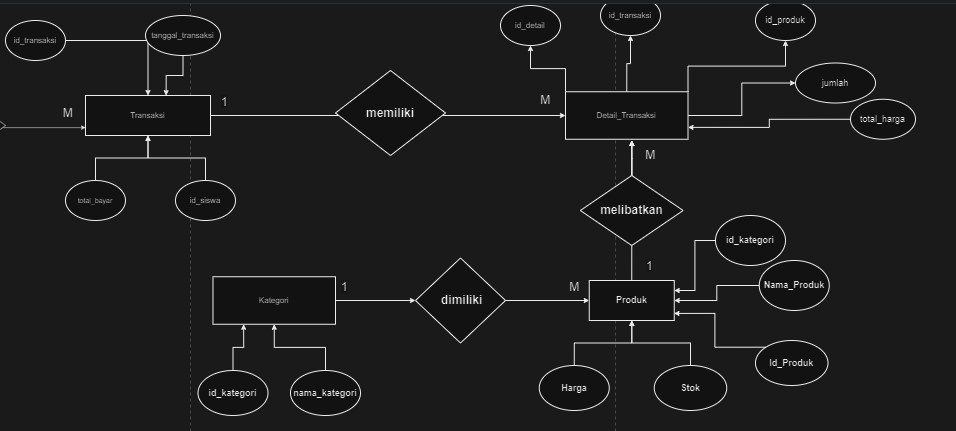 id_transaksi
tanggal_transaksi
id_detail
id_transaksi
id_produk
jumlah
M
Transaksi
1
memiliki
M
Detail_Transaksi
total_harga
M
total_bayar
id_siswa
melibatkan
id_kategori
1
Nama_Produk
Kategori
1
dimiliki
M
Produk
Id_Produk
id_kategori
nama_kategori
Harga
Stok